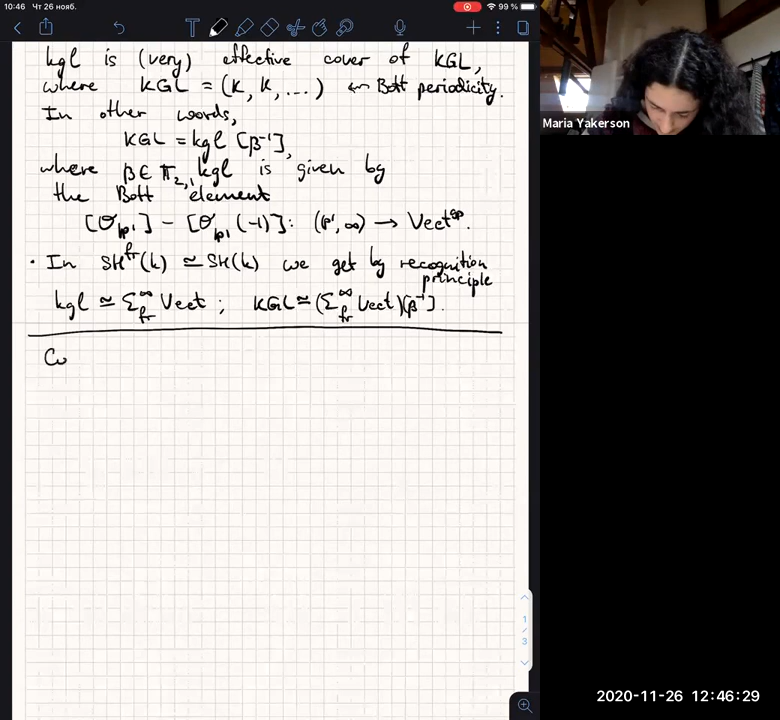 10:46 Чт 26 нояб.
99 %
kgl is (very) effective cover of KGL,
where KGL = (K, K, ...) ← Bott periodicity.
In other words,
KGL = kgl [β⁻¹],
where β ∈ π₂,₁ kgl is given by
the Bott element
[O_ℙ¹] - [O_ℙ¹(-1)]: (ℙ¹, ∞) → Vect^gp.
· In SH^fr(k) ≃ SH(k) we get by recognition
principle
kgl ≃ Σ^∞_fr Vect ; KGL ≃ (Σ^∞_fr Vect)[β⁻¹].
Co
Maria Yakerson
1
/
3
2020-11-26 12:46:29